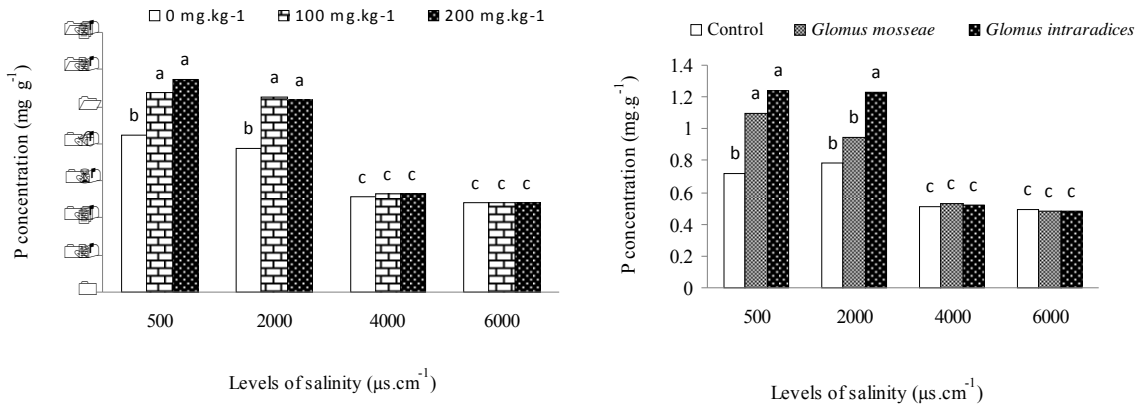 0 mg.kg-1 100 mg.kg-1 200 mg.kg-1
P concentration (mg g-1)
b a a
b a a
c c c
c c c
500 2000 4000 6000
Levels of salinity (μs.cm-1)
Control Glomus mosseae Glomus intraradices
P concentration (mg.g-1)
1.4
1.2
1
0.8
0.6
0.4
0.2
0
b a a
b b a
c c c
c c c
500 2000 4000 6000
Levels of salinity (μs.cm-1)